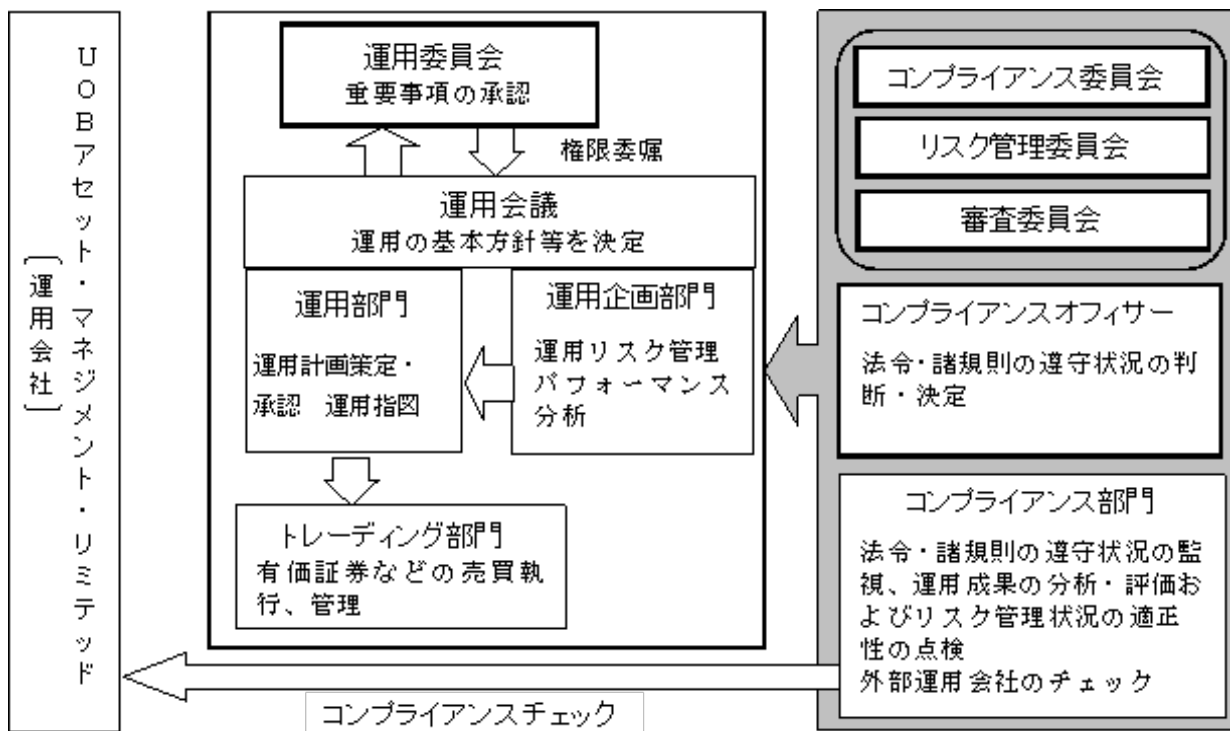 UOBアセット・マネジメント・リミテッド
〔運用会社〕
運用委員会
重要事項の承認
権限委嘱
運用会議
運用の基本方針等を決定
運用部門
運用計画策定・
承認　運用指図
運用企画部門
運用リスク管理
パフォーマンス
分析
トレーディング部門
有価証券などの売買執
行、管理
コンプライアンス委員会
リスク管理委員会
審査委員会
コンプライアンスオフィサー
法令・諸規則の遵守状況の判
断・決定
コンプライアンス部門
法令・諸規則の遵守状況の監
視、運用成果の分析・評価お
よびリスク管理状況の適正
性の点検
外部運用会社のチェック
コンプライアンスチェック